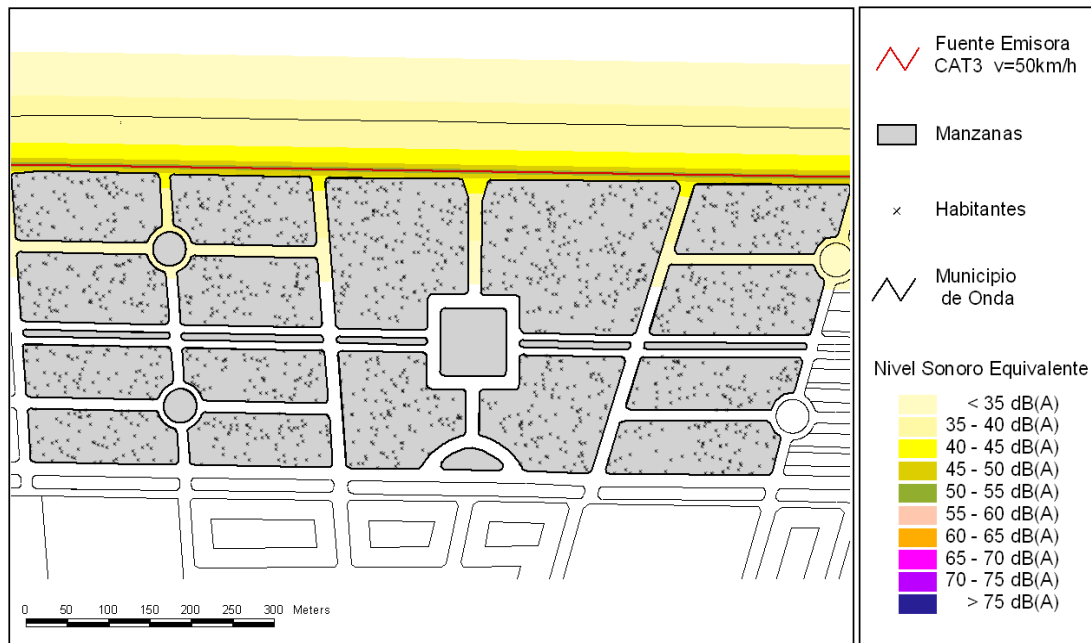 Fuente Emisora
CAT3 v=50km/h
Manzanas
Habitantes
Municipio
de Onda
Nivel Sonoro Equivalente
< 35 dB(A)
35 - 40 dB(A)
40 - 45 dB(A)
45 - 50 dB(A)
50 - 55 dB(A)
55 - 60 dB(A)
60 - 65 dB(A)
65 - 70 dB(A)
70 - 75 dB(A)
> 75 dB(A)
0 50 100 150 200 250 300 Meters